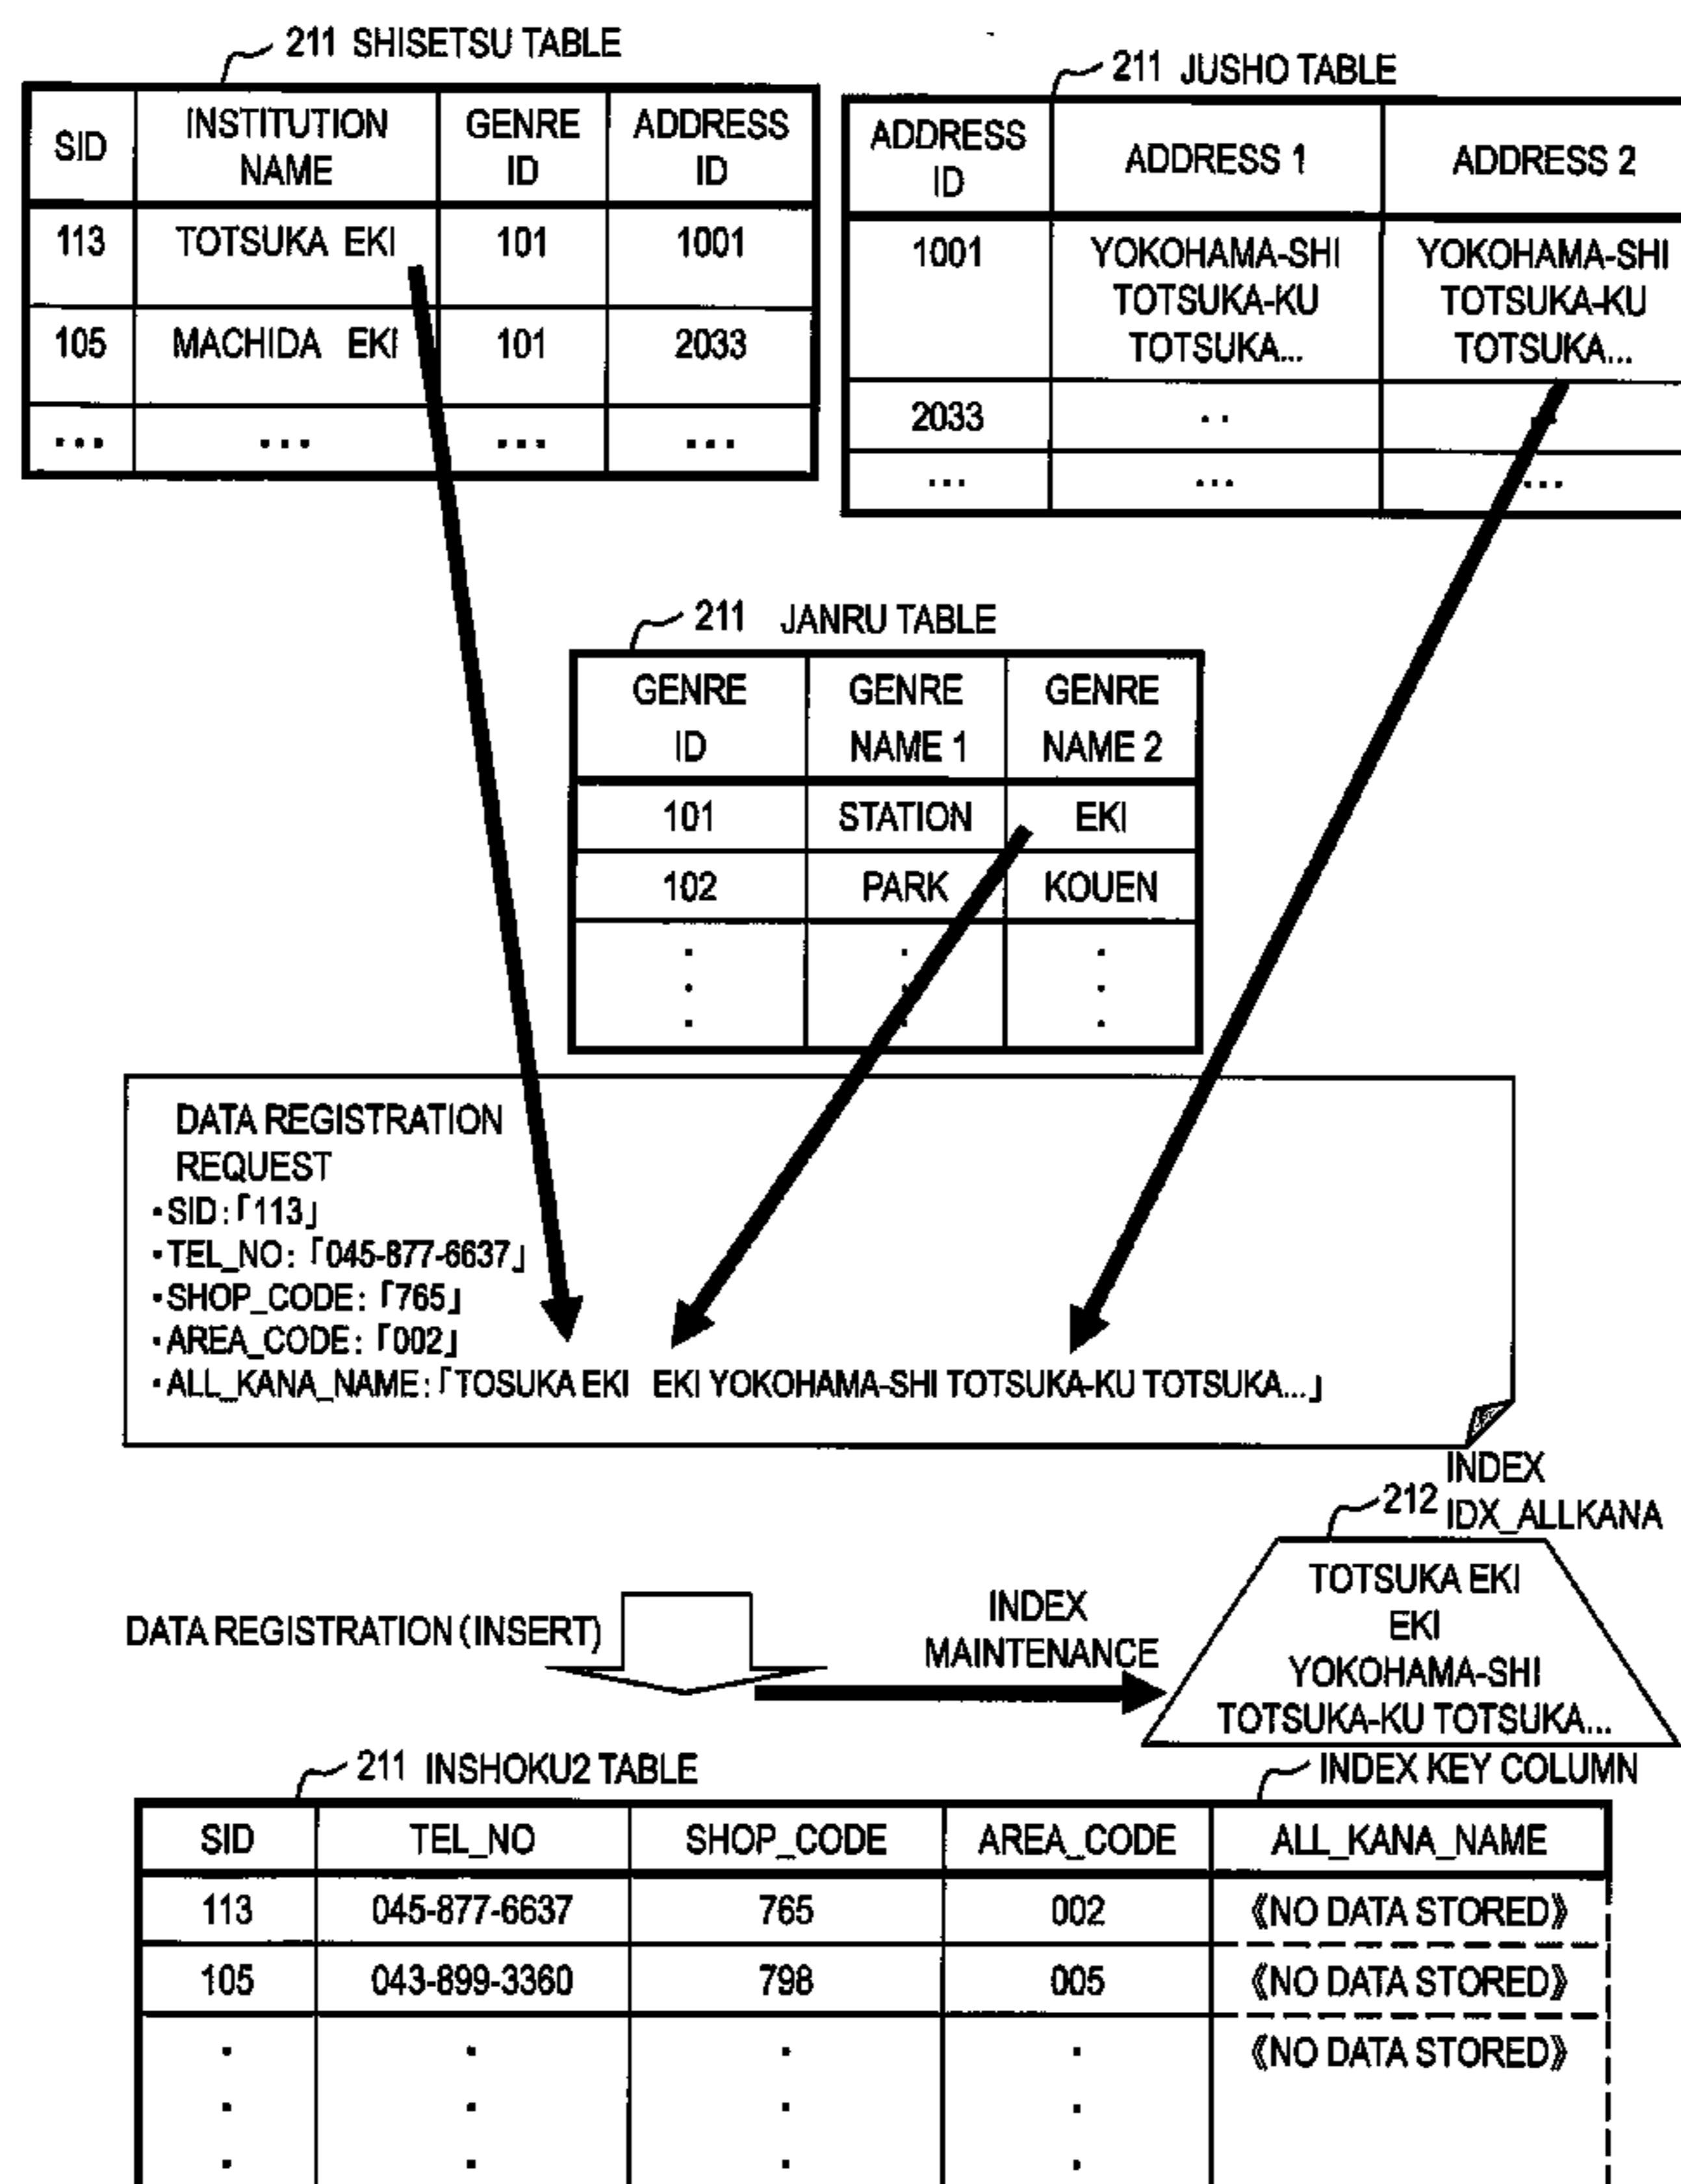 211 SHISETSU TABLE
SID INSTITUTION NAME GENRE ID ADDRESS ID
113 TOTSUKA EKI 101 1001
105 MACHIDA EKI 101 2033
... ... ... ...
211 JUSHO TABLE
ADDRESS ID ADDRESS 1 ADDRESS 2
1001 YOKOHAMA-SHI YOKOHAMA-SHI
TOTSUKA-KU TOTSUKA-KU
TOTSUKA... TOTSUKA...
2033 ..
... ... ...
211 JANRU TABLE
GENRE GENRE GENRE
ID NAME 1 NAME 2
101 STATION EKI
102 PARK KOUEN
DATA REGISTRATION
REQUEST
・SID:「113」
・TEL_NO:「045-877-6637」
・SHOP_CODE:「765」
・AREA_CODE:「002」
・ALL_KANA_NAME:「TOSUKA EKI EKI YOKOHAMA-SHI TOTSUKA-KU TOTSUKA...」
212 INDEX
IDX_ALLKANA
TOTSUKA EKI
EKI
YOKOHAMA-SHI
TOTSUKA-KU TOTSUKA...
DATA REGISTRATION (INSERT)
INDEX
MAINTENANCE
211 INSHOKU2 TABLE
INDEX KEY COLUMN
SID TEL_NO SHOP_CODE AREA_CODE ALL_KANA_NAME
113 045-877-6637 765 002 《NO DATA STORED》
105 043-899-3360 798 005 《NO DATA STORED》
《NO DATA STORED》